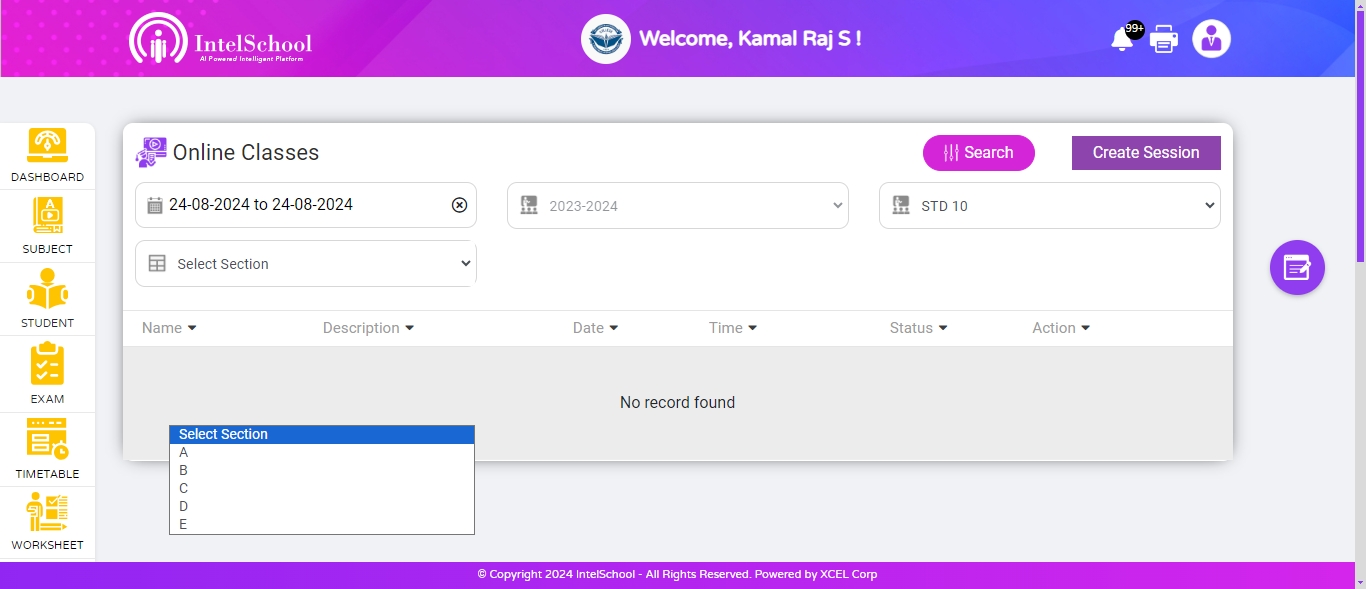 IntelSchool
AI Powered Intelligent Platform
Welcome, Kamal Raj S !
99+
DASHBOARD
SUBJECT
STUDENT
EXAM
TIMETABLE
WORKSHEET
Online Classes
Search
Create Session
24-08-2024 to 24-08-2024
2023-2024
STD 10
Select Section
Name Description Date Time Status Action
No record found
Select Section
A
B
C
D
E
© Copyright 2024 IntelSchool - All Rights Reserved. Powered by XCEL Corp